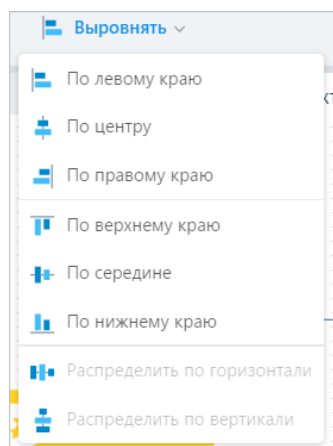 Выровнять
По левому краю
По центру
По правому краю
По верхнему краю
По середине
По нижнему краю
Распределить по горизонтали
Распределить по вертикали